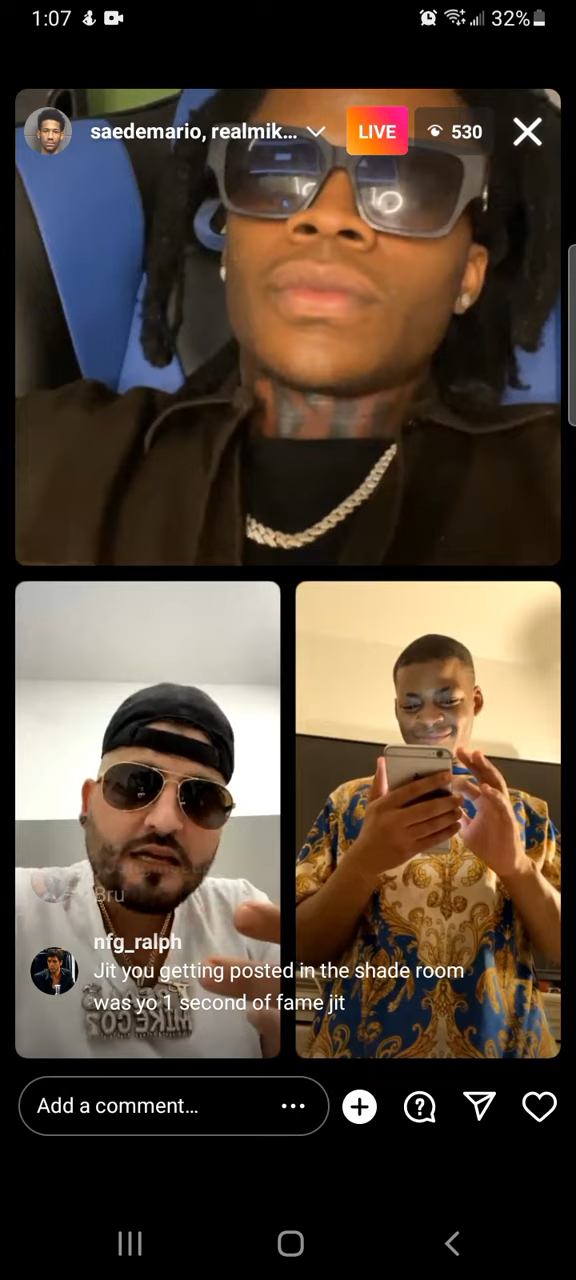 1:07
32%
saedemario, realmik...
LIVE
530
Bru
nfg_ralph
Jit you getting posted in the shade room
was yo 1 second of fame jit
Add a comment...